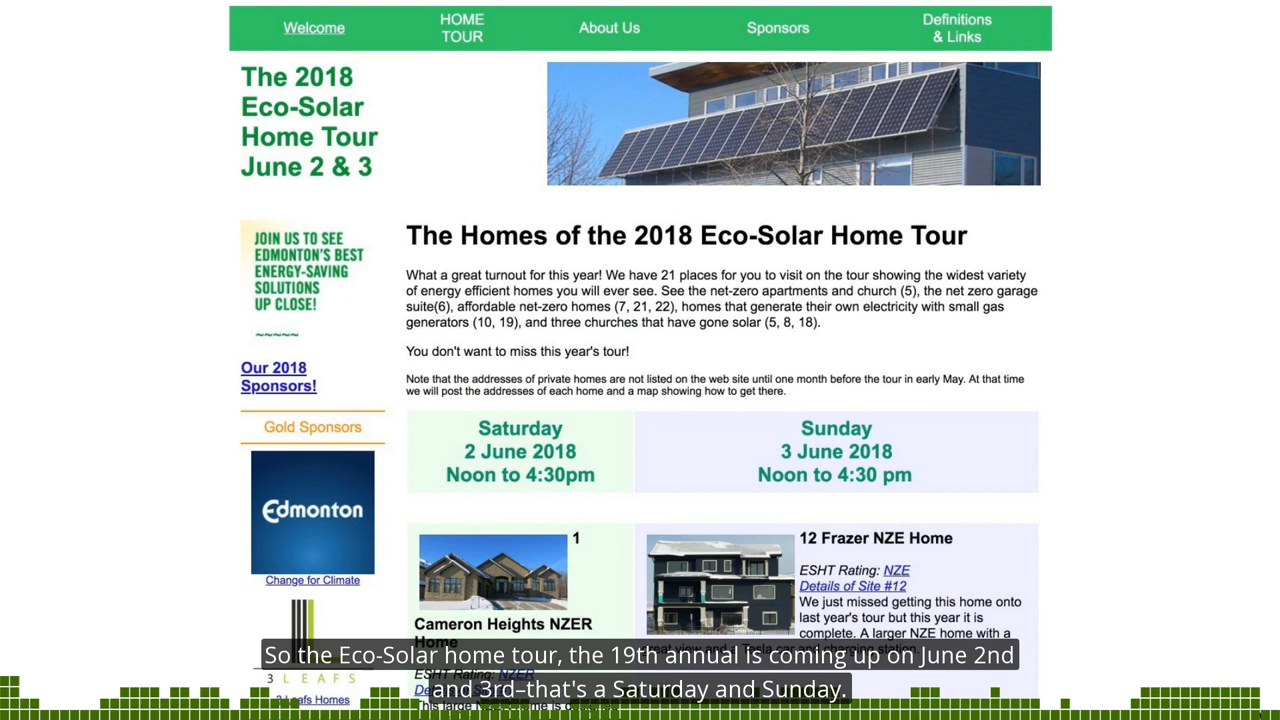 Welcome
HOME
TOUR
About Us
Sponsors
Definitions
& Links
The 2018
Eco-Solar
Home Tour
June 2 & 3
JOIN US TO SEE
EDMONTON'S BEST
ENERGY-SAVING
SOLUTIONS
UP CLOSE!
~~~~~
Our 2018
Sponsors!
Gold Sponsors
Edmonton
Change for Climate
3 LEAFS
3 Leafs Homes
The Homes of the 2018 Eco-Solar Home Tour
What a great turnout for this year! We have 21 places for you to visit on the tour showing the widest variety
of energy efficient homes you will ever see. See the net-zero apartments and church (5), the net zero garage
suite(6), affordable net-zero homes (7, 21, 22), homes that generate their own electricity with small gas
generators (10, 19), and three churches that have gone solar (5, 8, 18).
You don't want to miss this year's tour!
Note that the addresses of private homes are not listed on the web site until one month before the tour in early May. At that time
we will post the addresses of each home and a map showing how to get there.
Saturday
2 June 2018
Noon to 4:30pm
Sunday
3 June 2018
Noon to 4:30 pm
1
Cameron Heights NZER
Home
ESHT Rating: NZER
12 Frazer NZE Home
ESHT Rating: NZE
Details of Site #12
We just missed getting this home onto
last year's tour but this year it is
complete. A larger NZE home with a
great view and a Tesla car and charging station.
So the Eco-Solar home tour, the 19th annual is coming up on June 2nd
and 3rd–that's a Saturday and Sunday.